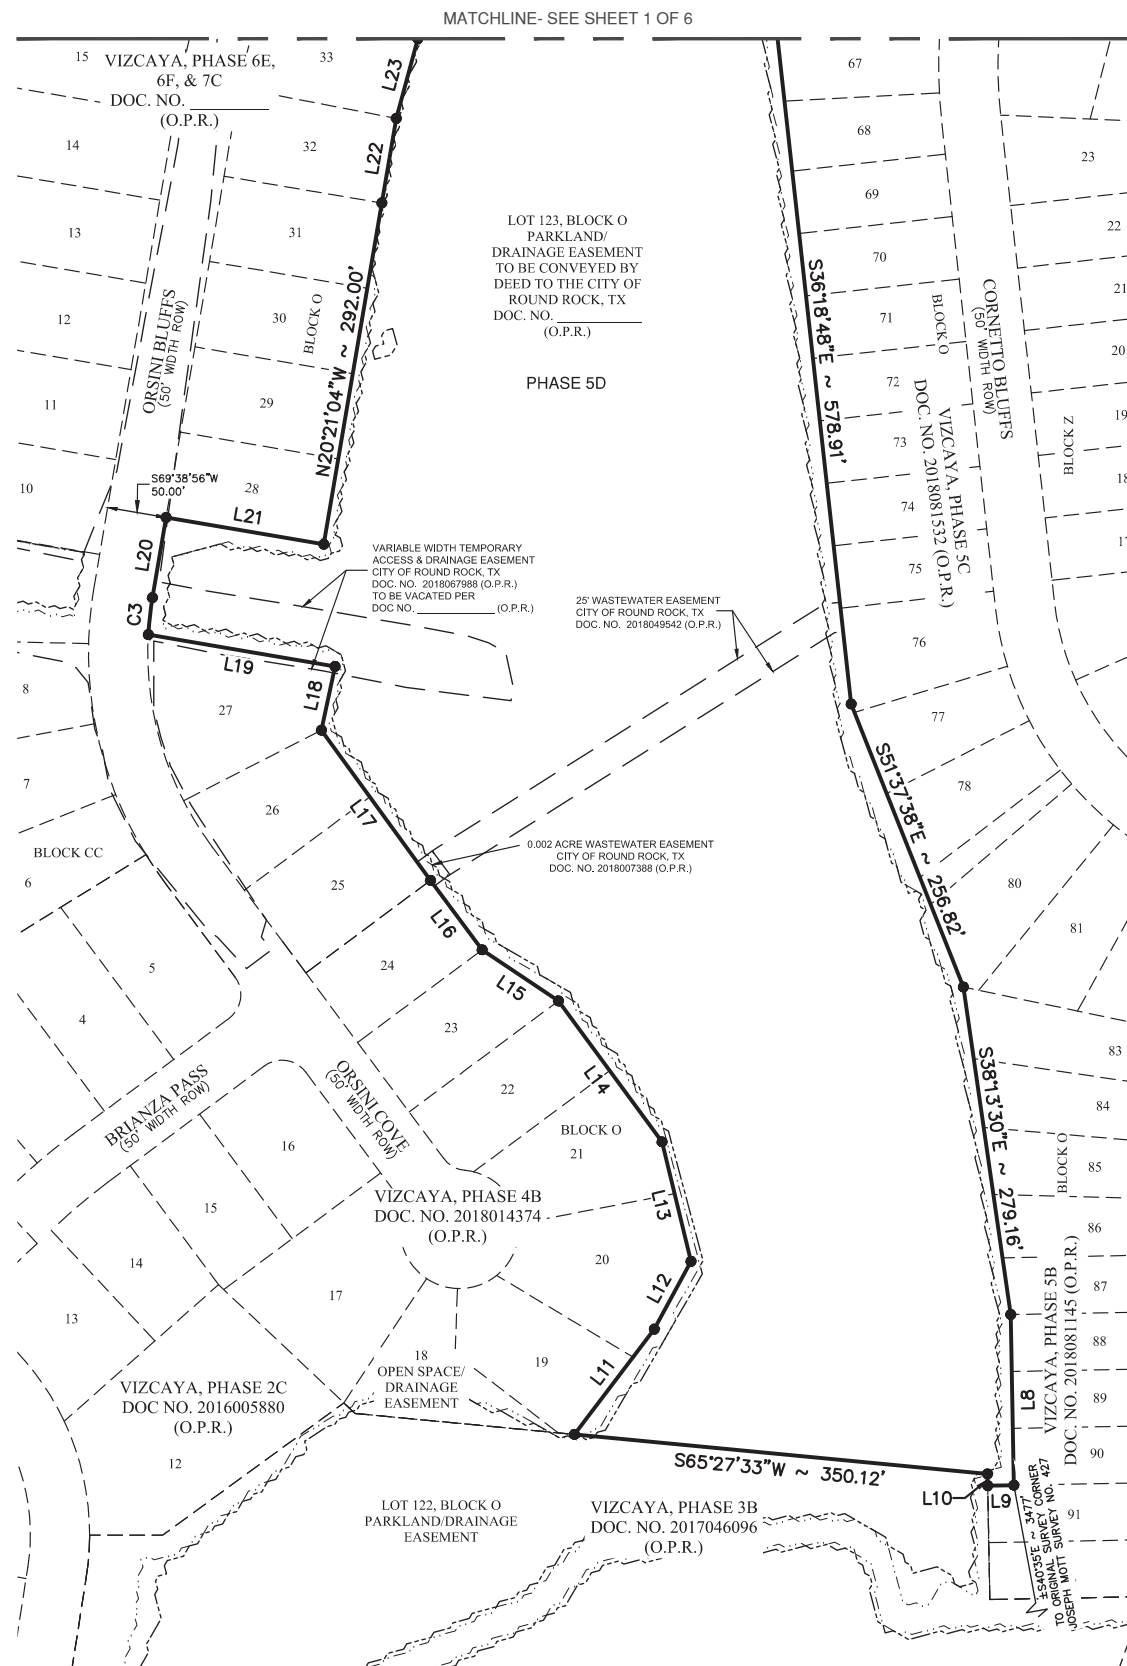 MATCHLINE- SEE SHEET 1 OF 6
15
VIZCAYA, PHASE 6E,
6F, & 7C
DOC. NO. ________
(O.P.R.)
33
L23
67
14
32
L22
68
23
13
31
69
22
LOT 123, BLOCK O
PARKLAND/
DRAINAGE EASEMENT
TO BE CONVEYED BY
DEED TO THE CITY OF
ROUND ROCK, TX
DOC. NO. ________
(O.P.R.)
PHASE 5D
70
21
12
30
BLOCK O
ORSINI BLUFFS
(50' WIDTH ROW)
N20°21'04"W ~ 292.00'
S36°18'48"E ~ 578.91'
71
BLOCK O
CORNETTO BLUFFS
(50' WIDTH ROW)
20
11
29
72
VIZCAYA, PHASE 5C
DOC. NO. 2018081532 (O.P.R.)
19
73
BLOCK Z
10
S69°38'56"W
50.00'
28
L21
18
74
17
75
L20
C3
VARIABLE WIDTH TEMPORARY
ACCESS & DRAINAGE EASEMENT
CITY OF ROUND ROCK, TX
DOC. NO. 2018067988 (O.P.R.)
TO BE VACATED PER
DOC NO. ________ (O.P.R.)
25' WASTEWATER EASEMENT
CITY OF ROUND ROCK, TX
DOC. NO. 2018049542 (O.P.R.)
76
L19
8
27
L18
77
7
26
L17
S51°37'38"E ~ 256.82'
78
0.002 ACRE WASTEWATER EASEMENT
CITY OF ROUND ROCK, TX
DOC. NO. 2018007388 (O.P.R.)
BLOCK CC
6
25
80
L16
81
5
24
L15
4
23
83
BRIANZA PASS
(50' WIDTH ROW)
ORSINI COVE
(50' WIDTH ROW)
22
L14
S38°13'30"E ~ 279.16'
84
BLOCK O
21
16
BLOCK O
85
15
VIZCAYA, PHASE 4B
DOC. NO. 2018014374
(O.P.R.)
L13
86
14
20
17
L12
87
VIZCAYA, PHASE 5B
DOC. NO. 2018081145 (O.P.R.)
13
88
18
OPEN SPACE/
DRAINAGE
EASEMENT
19
L11
VIZCAYA, PHASE 2C
DOC NO. 2016005880
(O.P.R.)
L8
89
12
S65°27'33"W ~ 350.12'
90
L10
L9
91
LOT 122, BLOCK O
PARKLAND/DRAINAGE
EASEMENT
VIZCAYA, PHASE 3B
DOC. NO. 2017046096
(O.P.R.)
±S40°35'E ~ 3477'
TO ORIGINAL SURVEY CORNER
JOSEPH MOTT SURVEY NO. 427